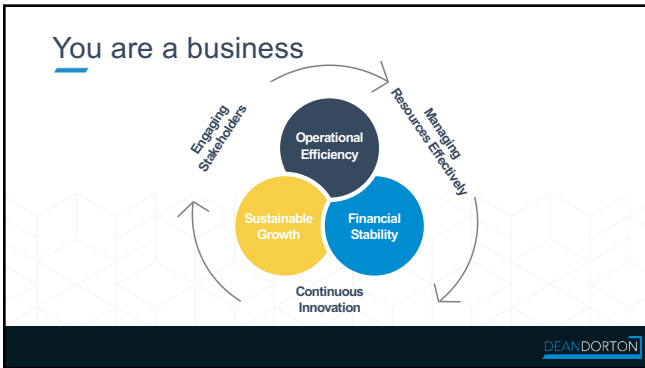 You are a business
Engaging
Stakeholders
Managing
Resources Effectively
Operational
Efficiency
Sustainable
Growth
Financial
Stability
Continuous
Innovation
DEANDORTON